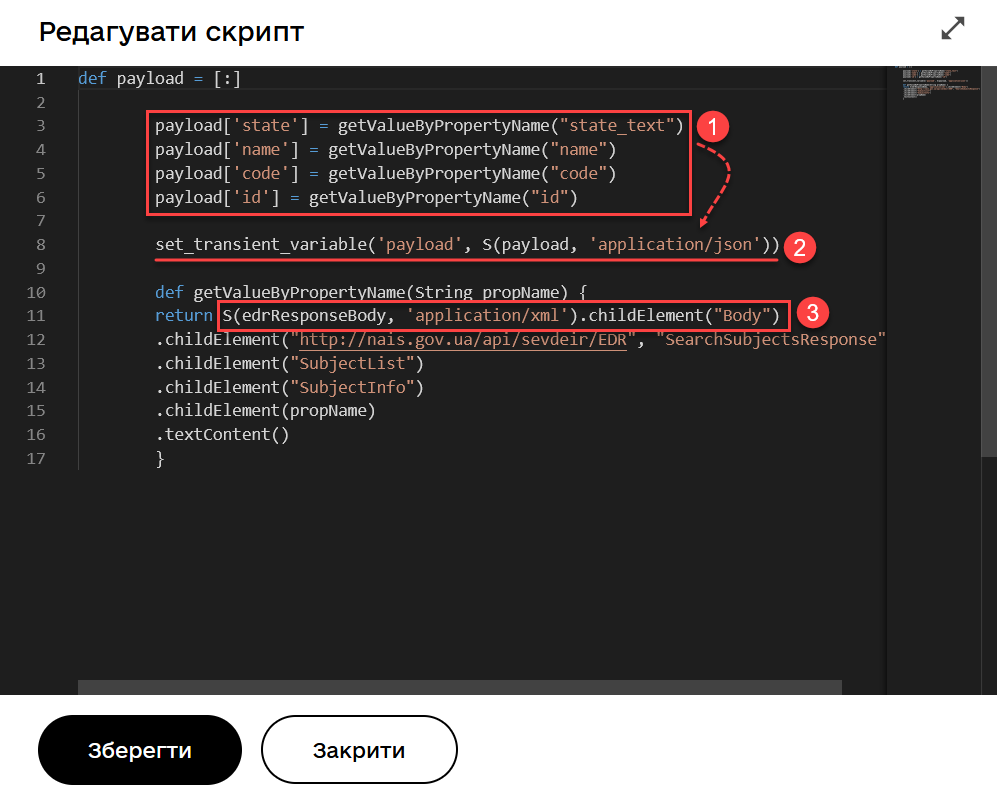 Редагувати скрипт
1 def payload = [:]
2
3 payload['state'] = getValueByPropertyName("state_text")
1
4 payload['name'] = getValueByPropertyName("name")
5 payload['code'] = getValueByPropertyName("code")
6 payload['id'] = getValueByPropertyName("id")
7
8 set_transient_variable('payload', S(payload, 'application/json'))
2
9
10 def getValueByPropertyName(String propName) {
11 return S(edrResponseBody, 'application/xml').childElement("Body")
3
12 .childElement("http://nais.gov.ua/api/sevdeir/EDR", "SearchSubjectsResponse"
13 .childElement("SubjectList")
14 .childElement("SubjectInfo")
15 .childElement(propName)
16 .textContent()
17 }
Зберегти
Закрити